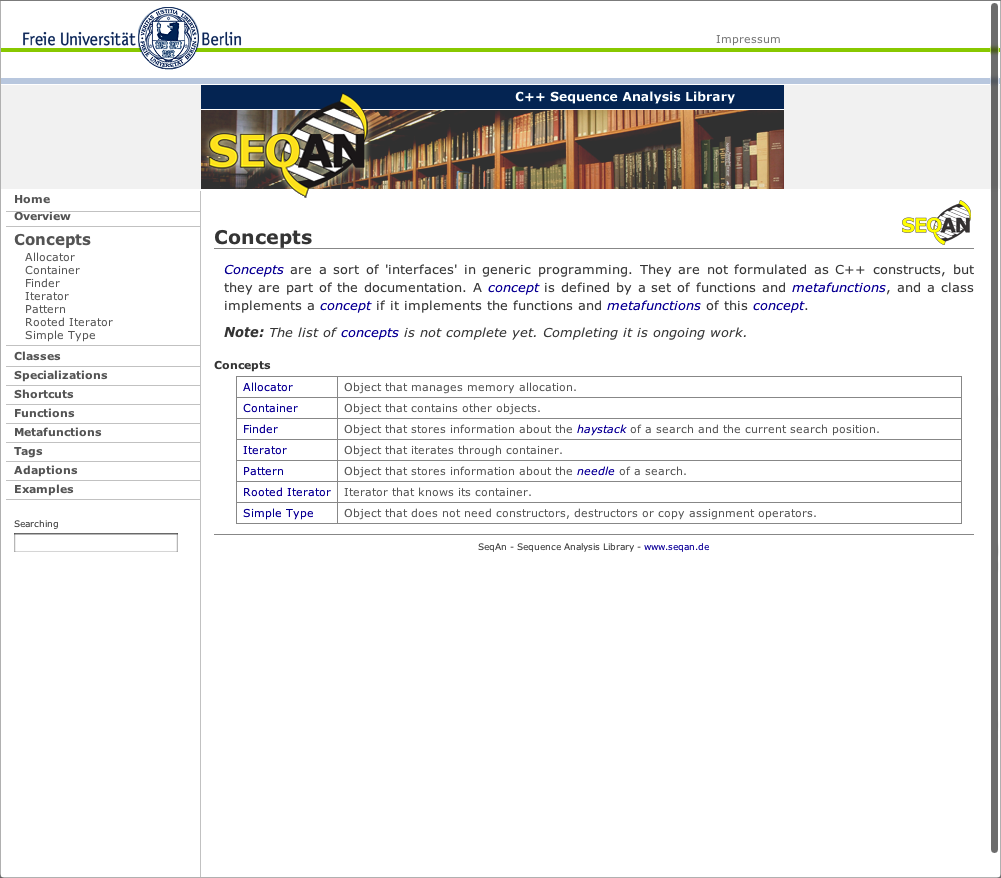 Freie Universität Berlin
Impressum
C++ Sequence Analysis Library
SEQAN
Home
Overview
Concepts
Allocator
Container
Finder
Iterator
Pattern
Rooted Iterator
Simple Type
Classes
Specializations
Shortcuts
Functions
Metafunctions
Tags
Adaptions
Examples
Searching
SEQAN
Concepts
Concepts are a sort of 'interfaces' in generic programming. They are not formulated as C++ constructs, but
they are part of the documentation. A concept is defined by a set of functions and metafunctions, and a class
implements a concept if it implements the functions and metafunctions of this concept.
Note: The list of concepts is not complete yet. Completing it is ongoing work.
Concepts
Allocator Object that manages memory allocation.
Container Object that contains other objects.
Finder Object that stores information about the haystack of a search and the current search position.
Iterator Object that iterates through container.
Pattern Object that stores information about the needle of a search.
Rooted Iterator Iterator that knows its container.
Simple Type Object that does not need constructors, destructors or copy assignment operators.
SeqAn - Sequence Analysis Library - www.seqan.de